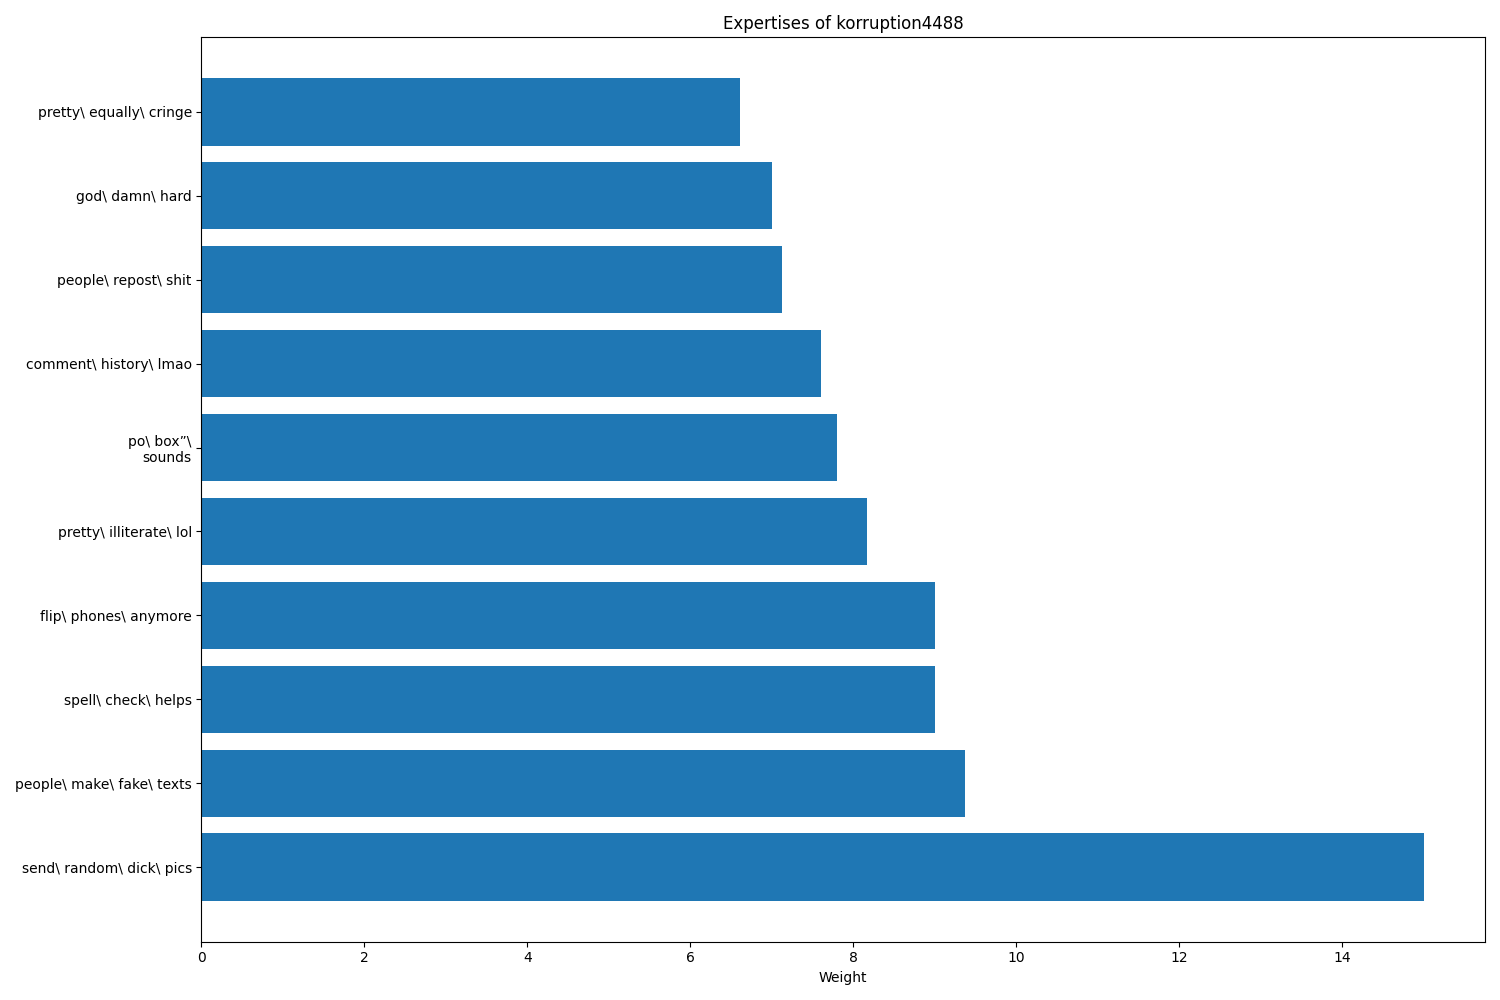 Expertises of korruption4488
pretty\ equally\ cringe
god\ damn\ hard
people\ repost\ shit
comment\ history\ lmao
po\ box”\
sounds
pretty\ illiterate\ lol
flip\ phones\ anymore
spell\ check\ helps
people\ make\ fake\ texts
send\ random\ dick\ pics
0 2 4 6 8 10 12 14
Weight